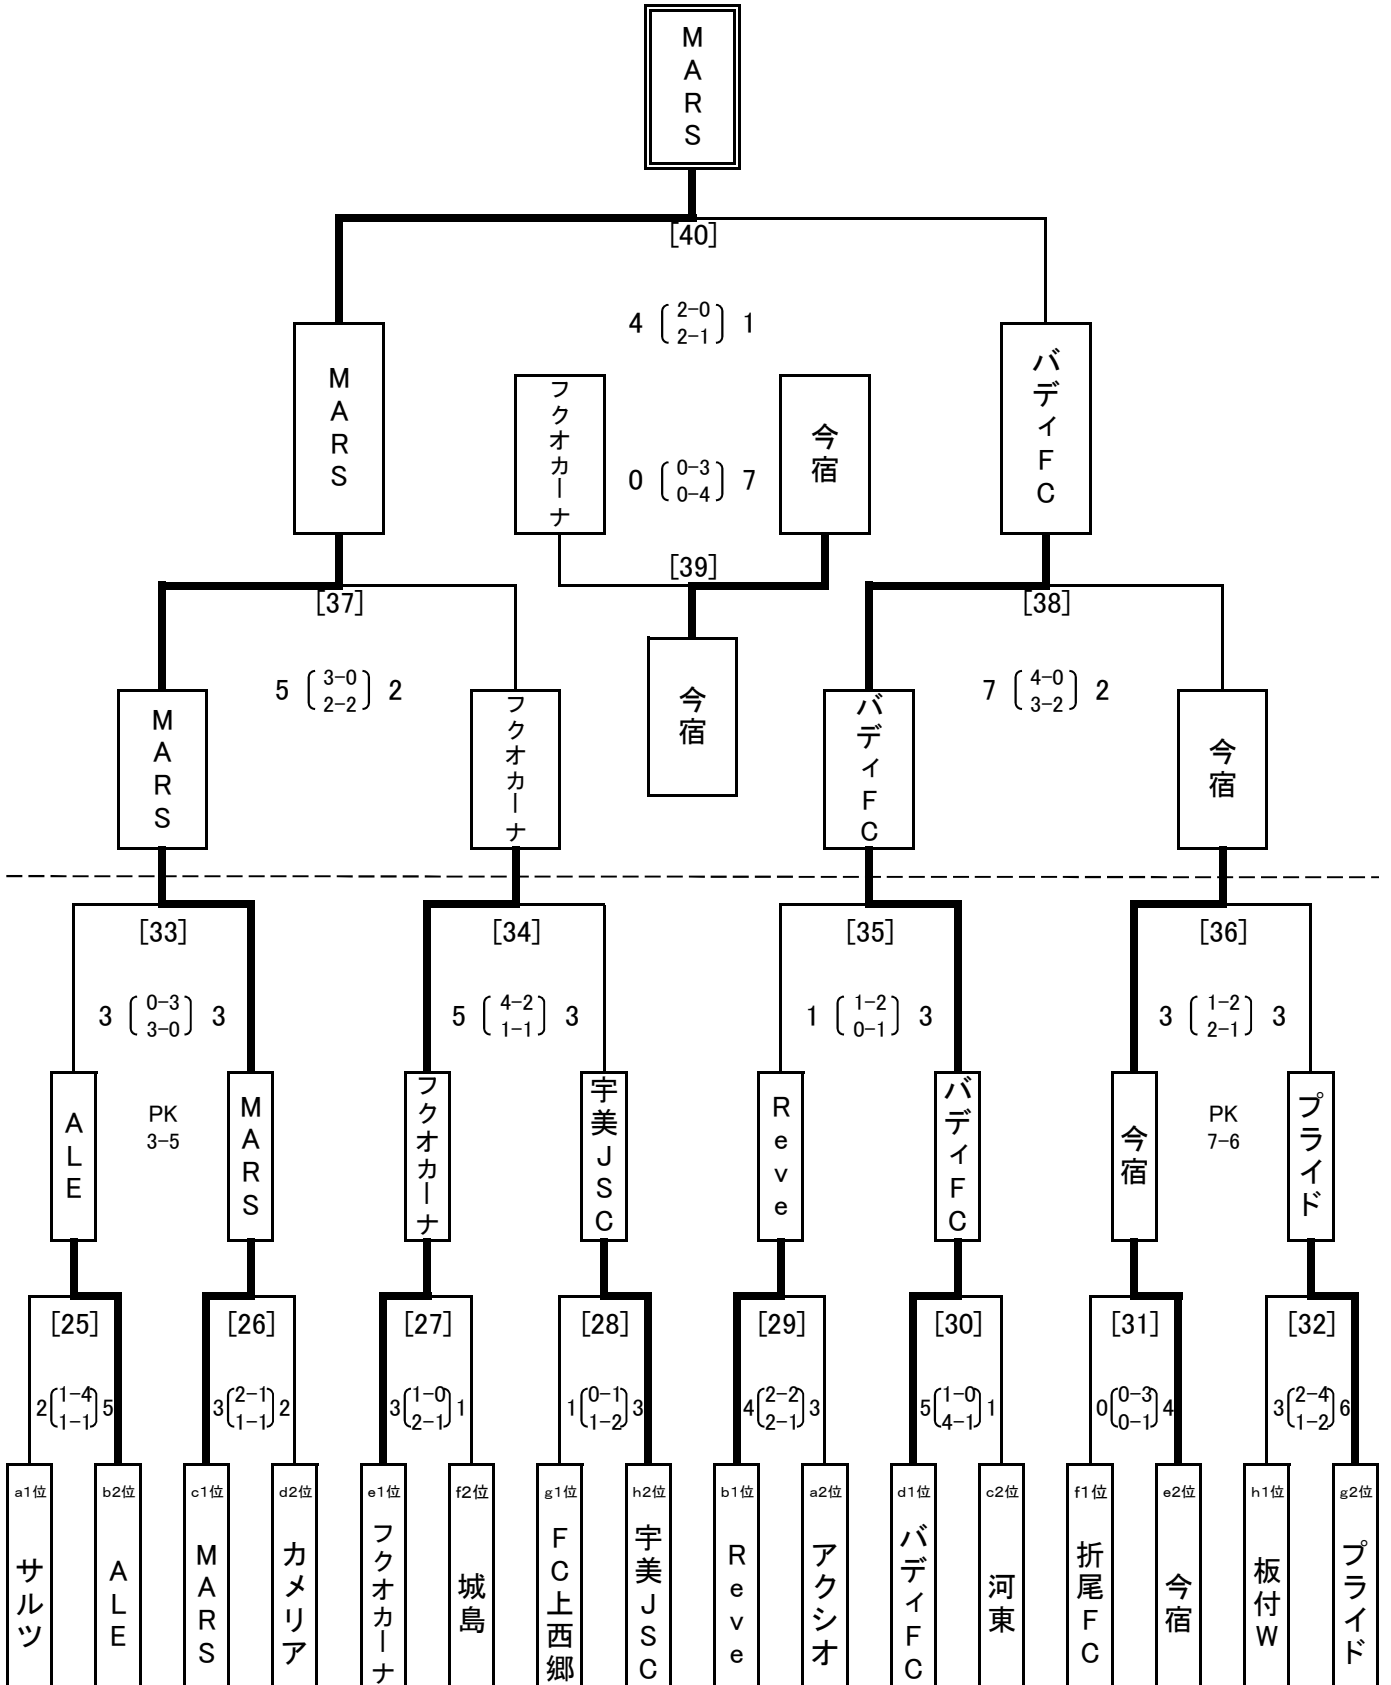 MARS
[40]
4 2-0 2-1 1
MARS
フクオカーナ
今宿
バディFC
0 0-3 0-4 7
[39]
[37]
[38]
今宿
5 3-0 2-2 2
7 4-0 3-2 2
MARS
フクオカーナ
バディFC
今宿
[33]
[34]
[35]
[36]
3 0-3 3-0 3
5 4-2 1-1 3
1 1-2 0-1 3
3 1-2 2-1 3
ALE
PK
3-5
MARS
フクオカーナ
宇美JSC
Reve
バディFC
今宿
PK
7-6
プライド
[25]
[26]
[27]
[28]
[29]
[30]
[31]
[32]
2 1-4 1-1 5
3 2-1 1-1 2
3 1-0 2-1 1
1 0-1 1-2 3
4 2-2 2-1 3
5 1-0 4-1 1
0 0-3 0-1 4
3 2-4 1-2 6
a1位
サルツ
b2位
ALE
c1位
MARS
d2位
カメリア
e1位
フクオカーナ
f2位
城島
g1位
FC上西郷
h2位
宇美JSC
b1位
Reve
a2位
アクシオ
d1位
バディFC
c2位
河東
f1位
折尾FC
e2位
今宿
h1位
板付W
g2位
プライド